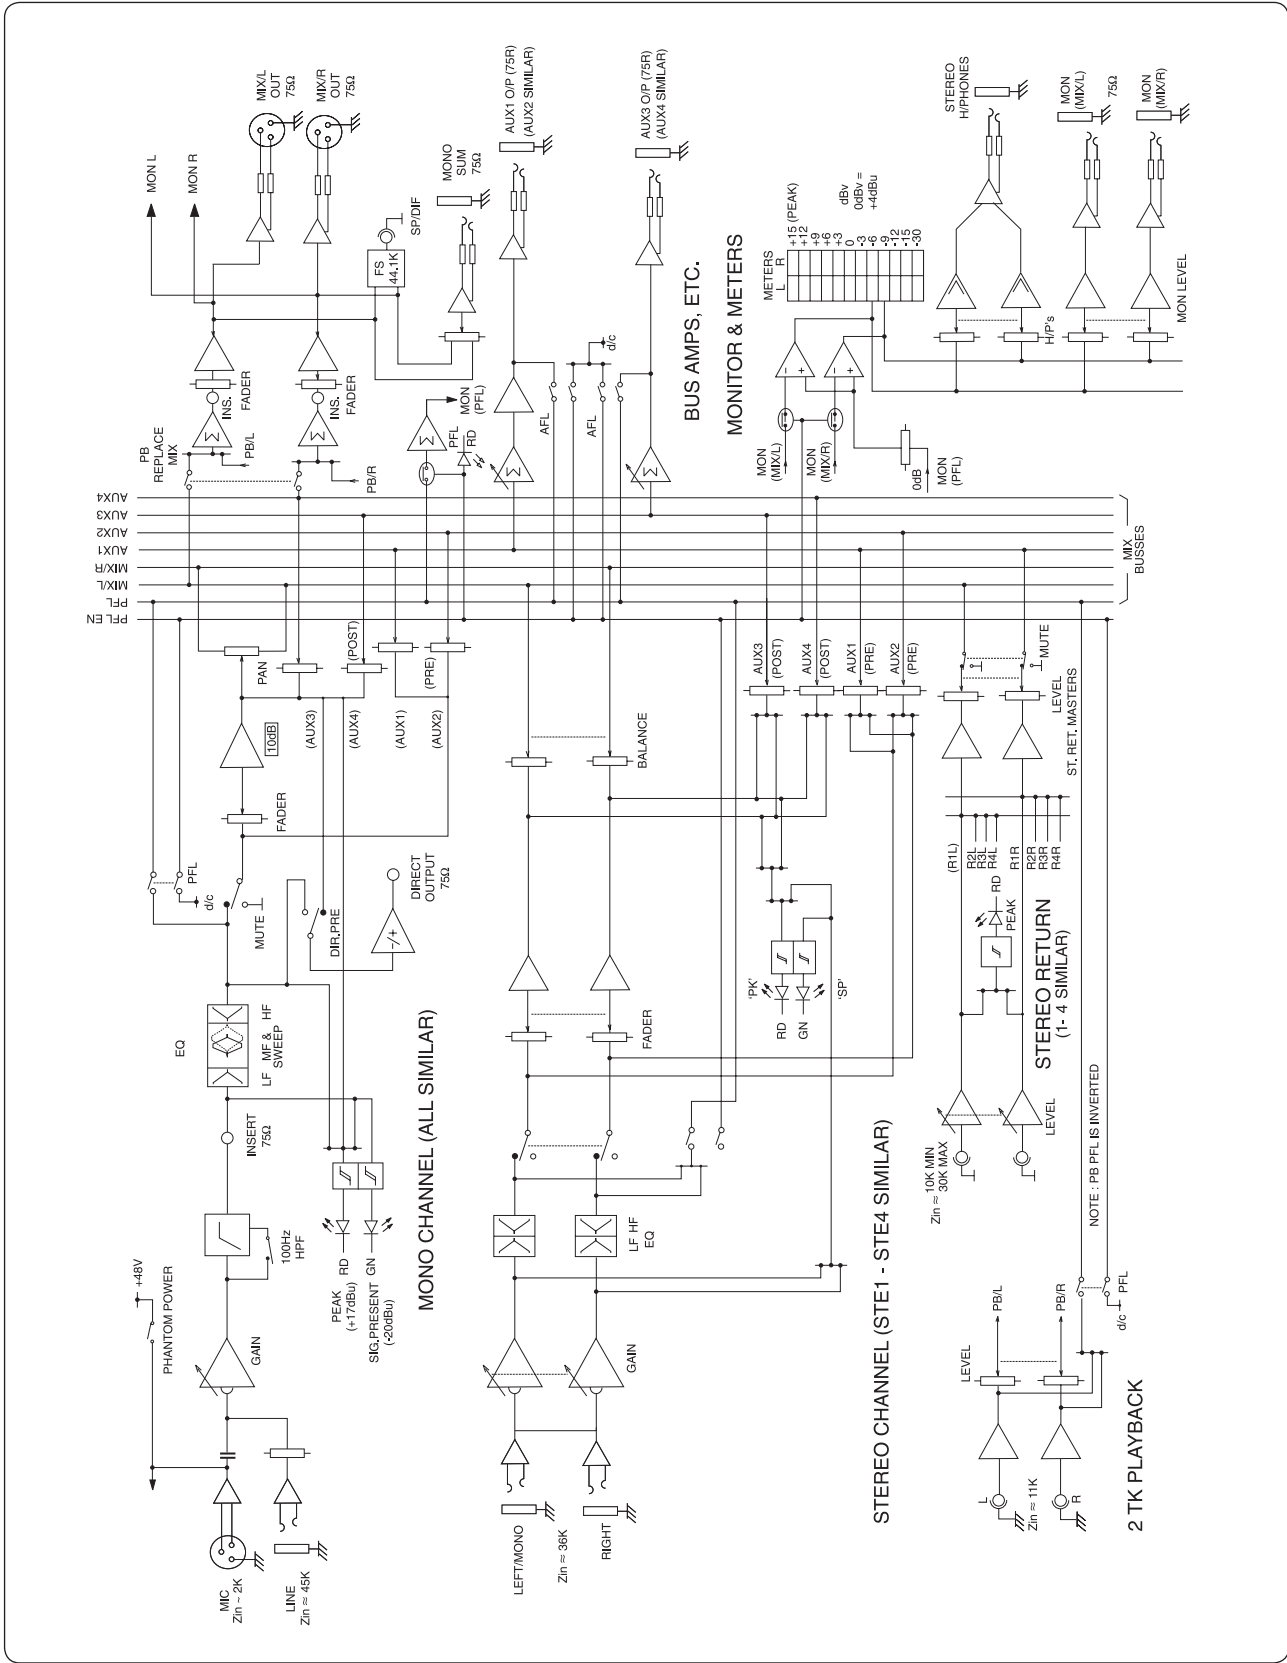 MIC
Zin ~ 2K
LINE
Zin ≈ 45K
+48V
PHANTOM POWER
GAIN
100Hz
HPF
INSERT
75Ω
EQ
LF MF & HF
SWEEP
PEAK RD
(+17dBu)
SIG.PRESENT GN
(-20dBu)
MUTE
d/c
PFL
DIR.PRE
DIRECT
OUTPUT
75Ω
FADER
10dB
PAN
(AUX3)
(AUX4)
(POST)
(AUX1)
(AUX2)
(PRE)
MONO CHANNEL (ALL SIMILAR)
PFL EN
PFL
MIX/L
MIX/R
AUX1
AUX2
AUX3
AUX4
MIX
BUSSES
PB
REPLACE
MIX
PB/L
PB/R
Σ
Σ
INS.
FADER
INS.
FADER
MON L
MON R
MIX/L
OUT
75Ω
MIX/R
OUT
75Ω
FS
44.1K
SP/DIF
MONO
SUM
75Ω
Σ
MON
(PFL)
PFL
RD
Σ
AFL
AFL
d/c
Σ
AUX1 O/P (75R)
(AUX2 SIMILAR)
AUX3 O/P (75R)
(AUX4 SIMILAR)
BUS AMPS, ETC.
MONITOR & METERS
MON
(MIX/L)
MON
(MIX/R)
0dB
MON
(PFL)
- +
- +
METERS
L R
+15 (PEAK)
+12
+9
+6
+3
0
-3
-6
-9
-12
-15
-30
dBv
0dBv =
+4dBu
H/P's
MON LEVEL
STEREO
H/PHONES
MON
(MIX/L)
75Ω
MON
(MIX/R)
LEFT/MONO
Zin ≈ 36K
RIGHT
GAIN
LF HF
EQ
FADER
BALANCE
'PK'
RD
GN
'SP'
AUX3
(POST)
AUX4
(POST)
AUX1
(PRE)
AUX2
(PRE)
STEREO CHANNEL (STE1 - STE4 SIMILAR)
Zin ≈ 10K MIN
30K MAX
LEVEL
RD
PEAK
(R1L)
R2L
R3L
R4L
R1R
R2R
R3R
R4R
LEVEL
ST. RET. MASTERS
MUTE
STEREO RETURN
(1- 4 SIMILAR)
NOTE : PB PFL IS INVERTED
L
Zin ≈ 11K
R
LEVEL
PB/L
PB/R
d/c
PFL
2 TK PLAYBACK
-/+